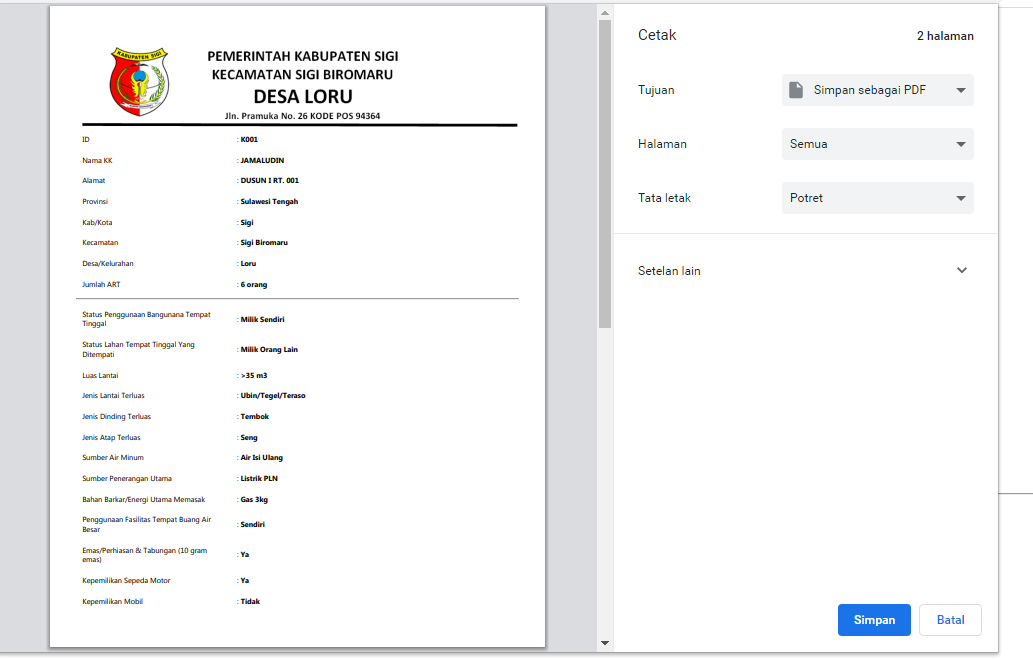 KABUPATEN SIGI
PEMERINTAH KABUPATEN SIGI
KECAMATAN SIGI BIROMARU
DESA LORU
Jln. Pramuka No. 26 KODE POS 94364
ID : K001
Nama KK : JAMALUDIN
Alamat : DUSUN I RT. 001
Provinsi : Sulawesi Tengah
Kab/Kota : Sigi
Kecamatan : Sigi Biromaru
Desa/Kelurahan : Loru
Jumlah ART : 6 orang
Status Penggunaan Bangunana Tempat
Tinggal : Milik Sendiri
Status Lahan Tempat Tinggal Yang
Ditempati : Milik Orang Lain
Luas Lantai : >35 m3
Jenis Lantai Terluas : Ubin/Tegel/Teraso
Jenis Dinding Terluas : Tembok
Jenis Atap Terluas : Seng
Sumber Air Minum : Air Isi Ulang
Sumber Penerangan Utama : Listrik PLN
Bahan Barkar/Energi Utama Memasak : Gas 3kg
Penggunaan Fasilitas Tempat Buang Air
Besar : Sendiri
Emas/Perhiasan & Tabungan (10 gram
emas) : Ya
Kepemilikan Sepeda Motor : Ya
Kepemilikan Mobil : Tidak
Cetak 2 halaman
Tujuan Simpan sebagai PDF
Halaman Semua
Tata letak Potret
Setelan lain
Simpan Batal